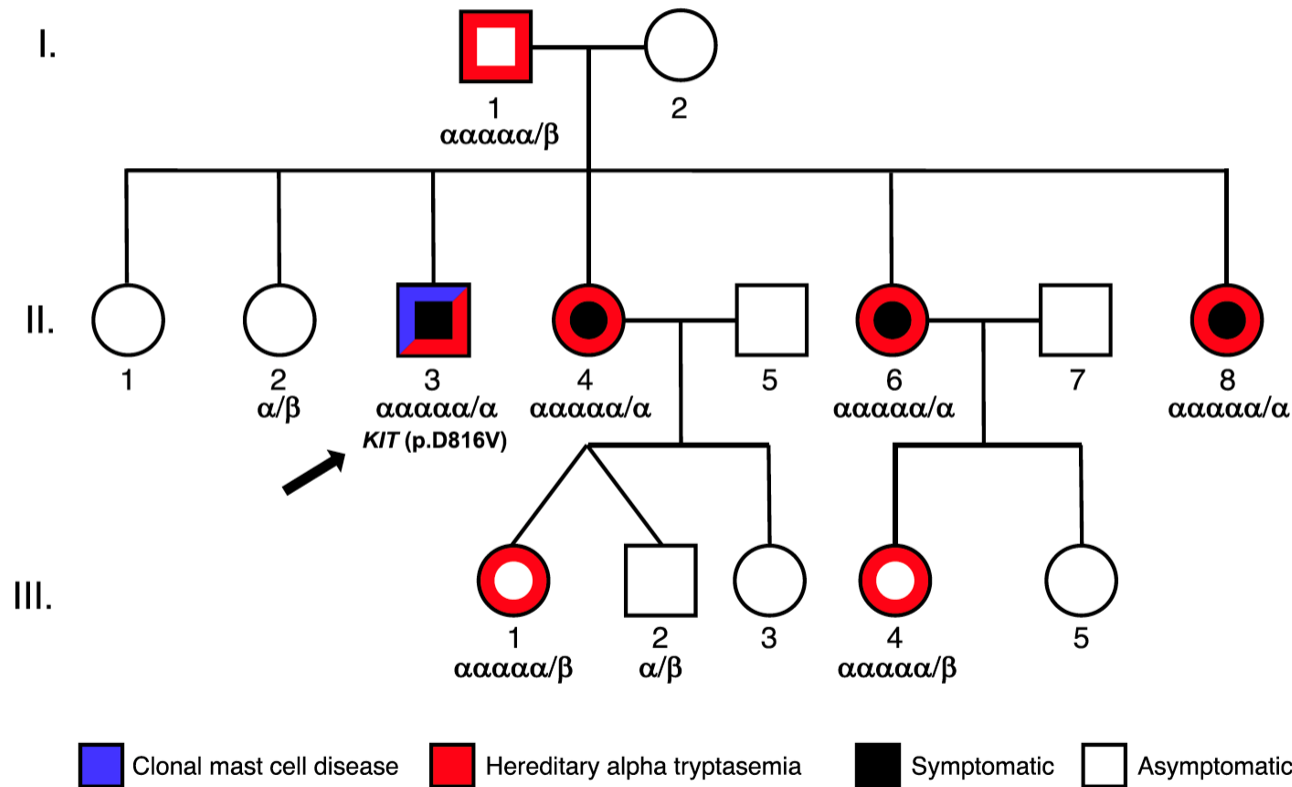 I.
1
2
ααααα/β
II.
1
2
3
4
5
6
7
8
α/β
ααααα/α
ααααα/α
ααααα/α
ααααα/α
KIT (p.D816V)
III.
1
2
3
4
5
ααααα/β
α/β
ααααα/β
Clonal mast cell disease
Hereditary alpha tryptasemia
Symptomatic
Asymptomatic